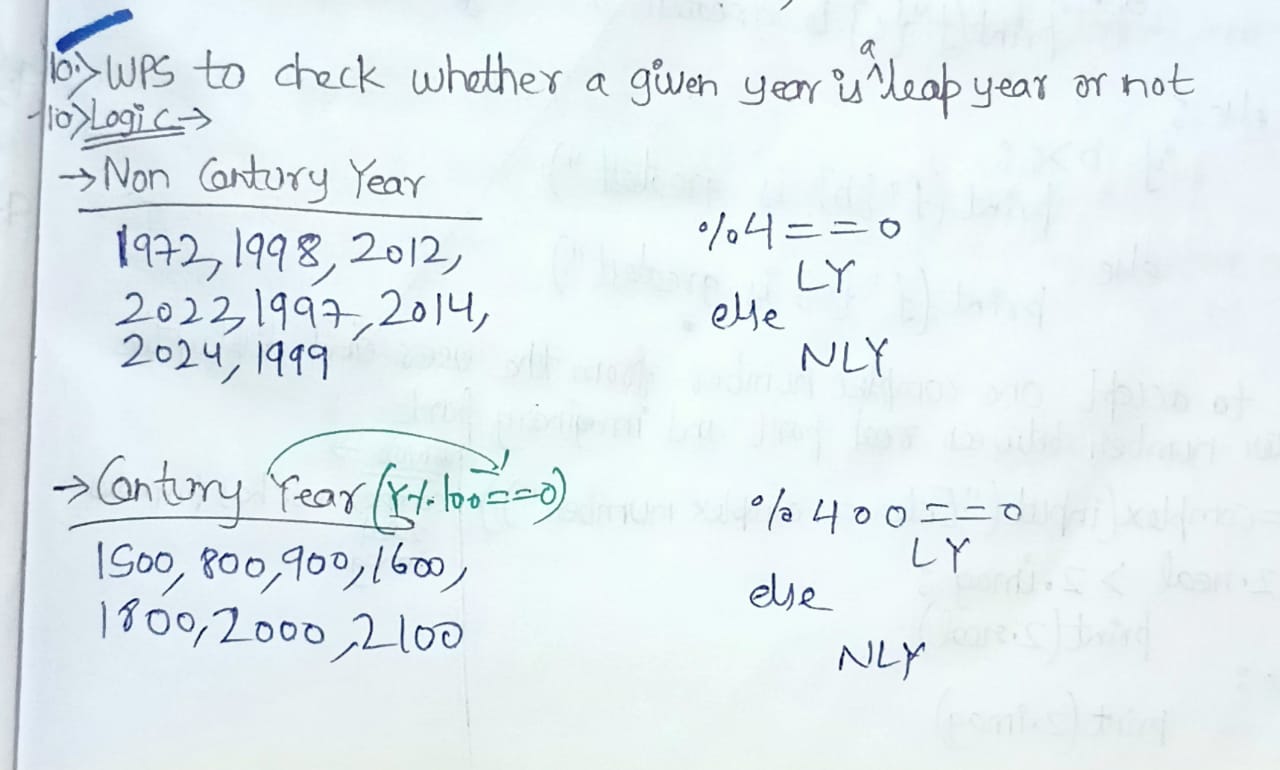 10.> WPS to check whether a given year is a leap year or not
10> Logic→
→ Non Century Year
1972, 1998, 2012,
2022, 1997, 2014,
2024, 1999
%4==0
LY
else
NLY
→ Century Year (Y%100==0)
1500, 800, 900, 1600,
1800, 2000, 2100
%400==0
LY
else
NLY